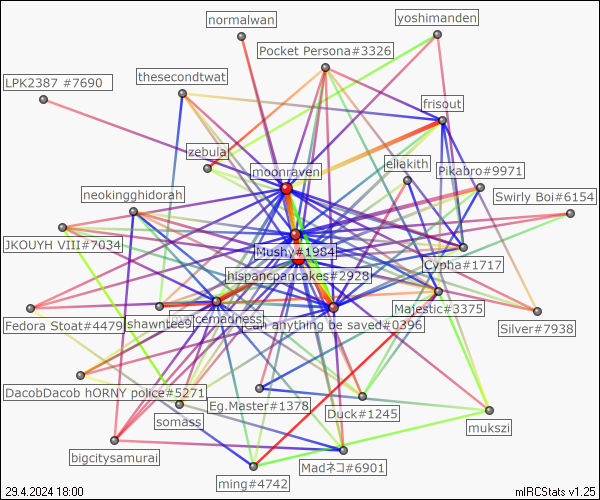 normalwan
yoshimanden
Pocket Persona#3326
thesecondtwat
LPK2387 #7690
frisout
zebula
eliakith
moonraven
Pikabro#9971
neokingghidorah
Swirly Boi#6154
JKOUYH VIII#7034
Mushy#1984
Cypha#1717
hispancpancakes#2928
Majestic#3375
Fedora Stoat#4479
shawntee9
cemadness
Can anything be saved#0396
Silver#7938
DacobDacob hORNY police#5271
Eg.Master#1378
Duck#1245
somass
mukszi
bigcitysamurai
Madネコ#6901
ming#4742
29.4.2024 18:00
mIRCStats v1.25